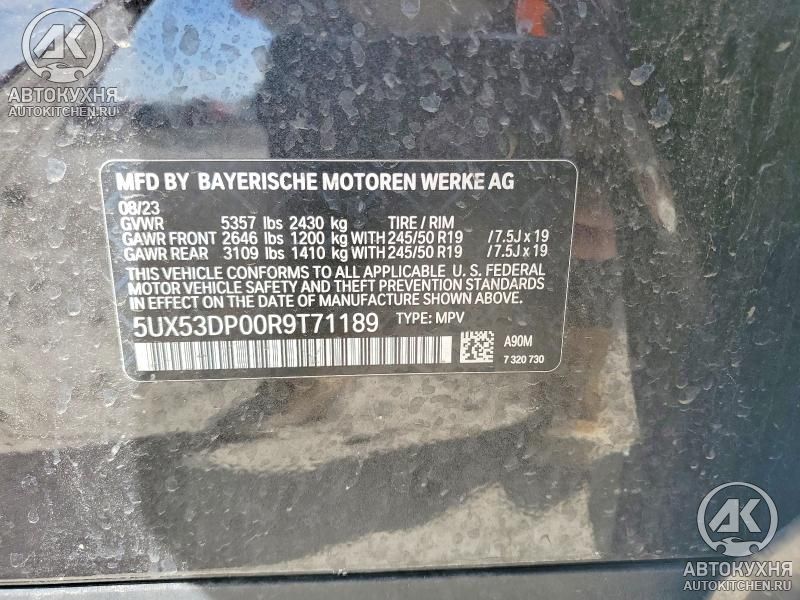 AK
АВТОКУХНЯ
AUTOKITCHEN.RU
MFD BY BAYERISCHE MOTOREN WERKE AG
08/23
GVWR 5357 lbs 2430 kg TIRE / RIM
GAWR FRONT 2646 lbs 1200 kg WITH 245/50 R19 /7.5J x 19
GAWR REAR 3109 lbs 1410 kg WITH 245/50 R19 /7.5J x 19
THIS VEHICLE CONFORMS TO ALL APPLICABLE U. S. FEDERAL
MOTOR VEHICLE SAFETY AND THEFT PREVENTION STANDARDS
IN EFFECT ON THE DATE OF MANUFACTURE SHOWN ABOVE.
5UX53DP00R9T71189 TYPE: MPV
A90M
7 320 730
AK
АВТОКУХНЯ
AUTOKITCHEN.RU